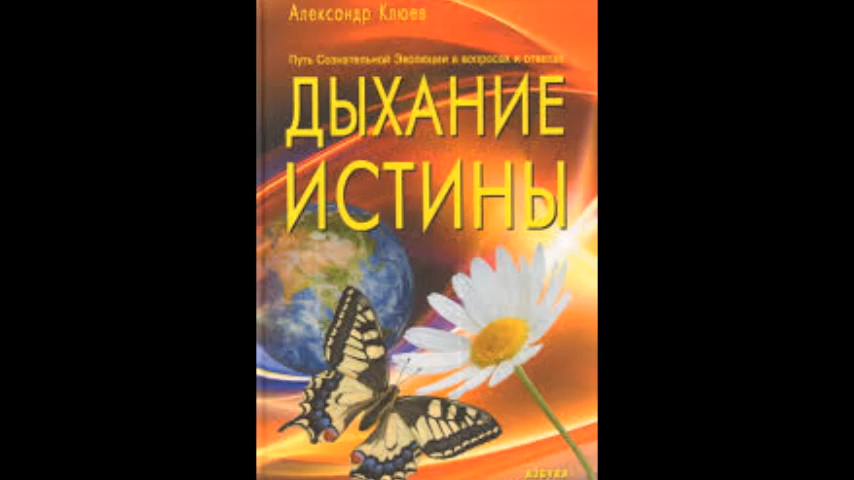 Александр Клюев
Путь Сознательной Эволюции в вопросах и ответах
ДЫХАНИЕ
ИСТИНЫ